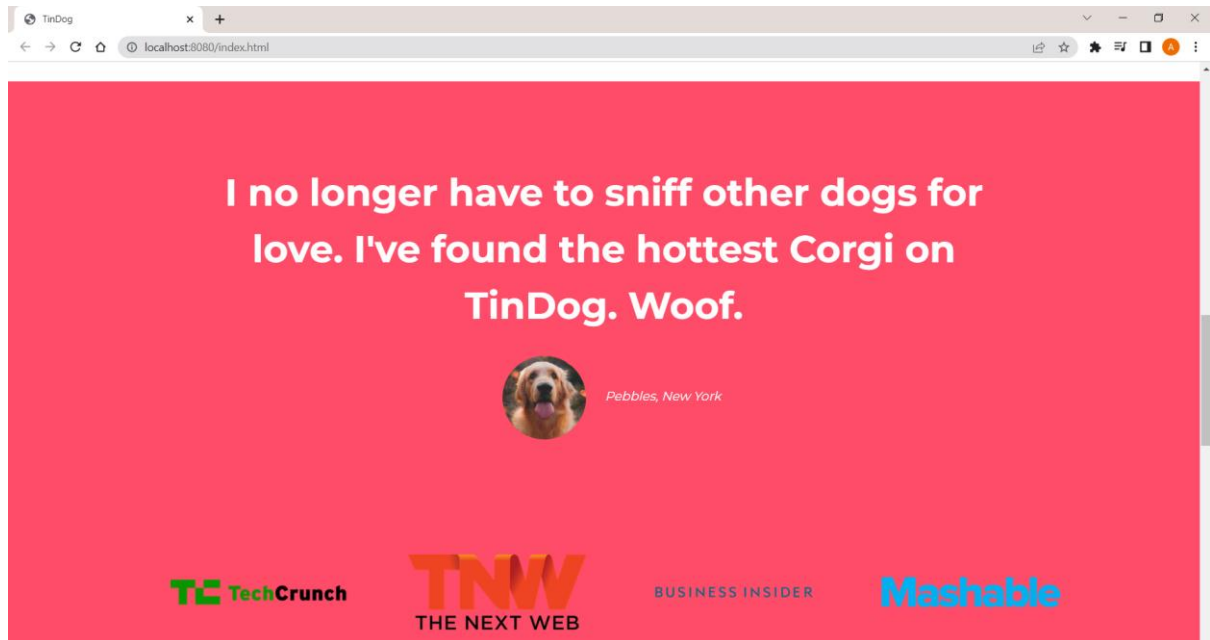 TinDog
localhost:8080/index.html
A
I no longer have to sniff other dogs for
love. I've found the hottest Corgi on
TinDog. Woof.
Pebbles, New York
TC TechCrunch
TNW
THE NEXT WEB
BUSINESS INSIDER
Mashable